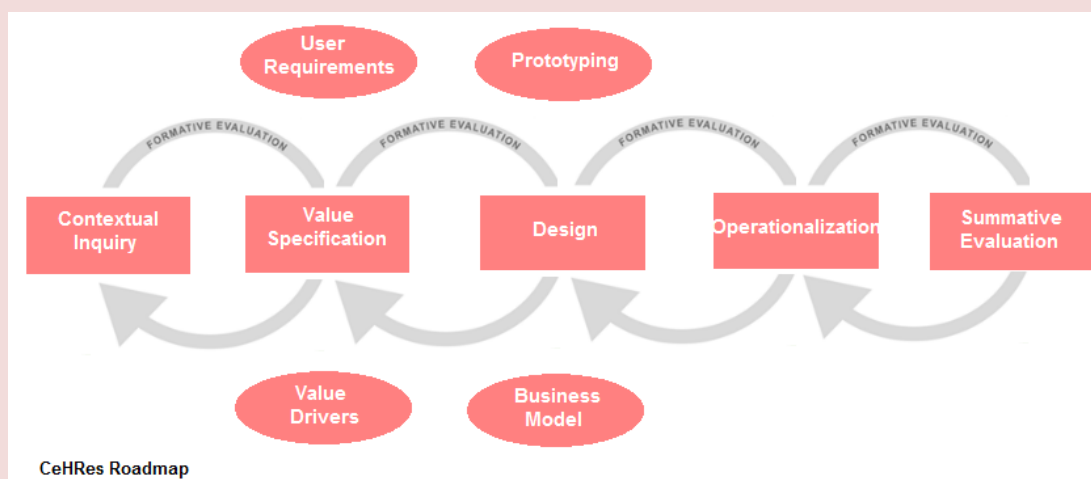 User
Requirements
Prototyping
FORMATIVE EVALUATION
FORMATIVE EVALUATION
FORMATIVE EVALUATION
FORMATIVE EVALUATION
Contextual
Inquiry
Value
Specification
Design
Operationalization
Summative
Evaluation
Value
Drivers
Business
Model
CeHRes Roadmap